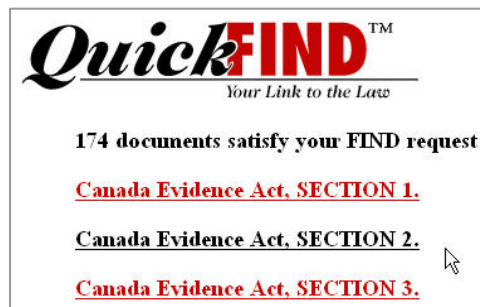 QuickFIND™
Your Link to the Law
174 documents satisfy your FIND request
Canada Evidence Act, SECTION 1.
Canada Evidence Act, SECTION 2.
Canada Evidence Act, SECTION 3.